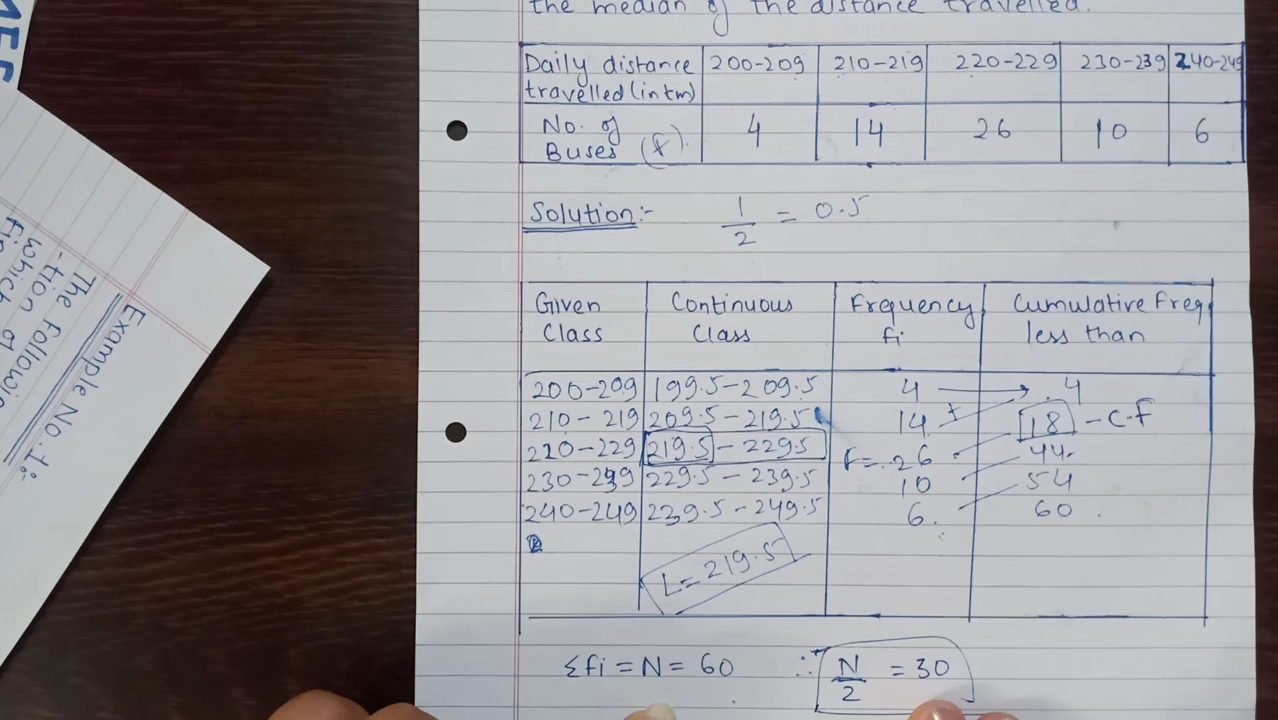 the median of the distance travelled.
Daily distance travelled (in km) 200-209 210-219 220-229 230-239 240-249
No. of Buses (f). 4 14 26 10 6
Solution:- 1/2 = 0.5
Given Class Continuous Class Frequency fi Cumulative Freq. less than
200-209 199.5-209.5 4 4
210-219 209.5-219.5 14 + 18 - c.f
220-229 219.5-229.5 f= 26 44
230-239 229.5-239.5 10 54
240-249 239.5-249.5 6 60
L=219.5
Σfi = N = 60 ∴ N/2 = 30
Example No.1:-
The Followin
-tion of
which